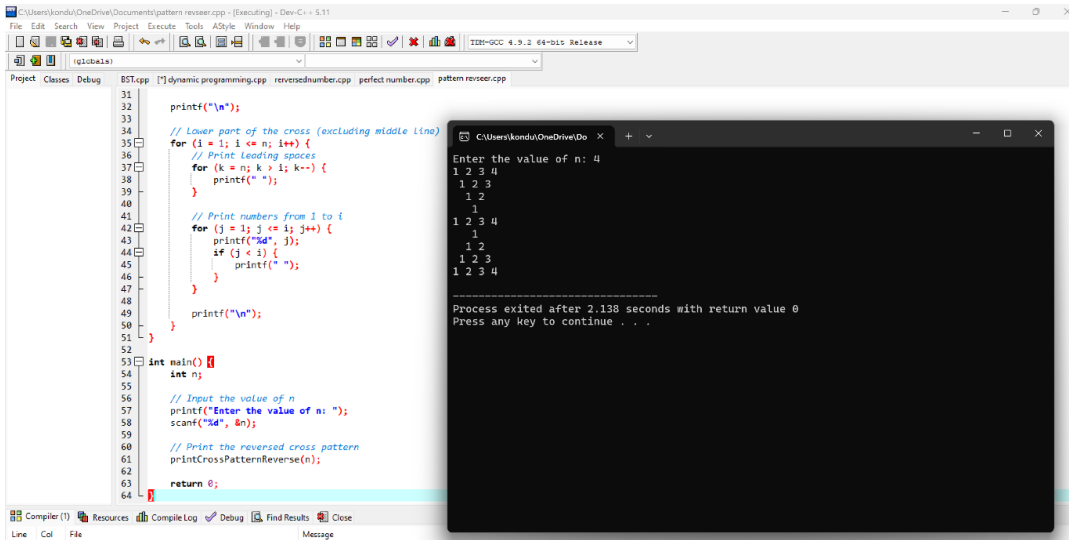 C:\Users\kondu\OneDrive\Documents\pattern revseer.cpp - [Executing] - Dev-C++ 5.11
File Edit Search View Project Execute Tools AStyle Window Help
TDM-GCC 4.9.2 64-bit Release
(globals)
Project Classes Debug BST.cpp [*] dynamic programming.cpp rerversednumber.cpp perfect number.cpp pattern revseer.cpp
31
32 printf("\n");
33
34 // Lower part of the cross (excluding middle line)
35 for (i = 1; i <= n; i++) {
36 // Print leading spaces
37 for (k = n; k > i; k--) {
38 printf(" ");
39 }
40
41 // Print numbers from 1 to i
42 for (j = 1; j <= i; j++) {
43 printf("%d", j);
44 if (j < i) {
45 printf(" ");
46 }
47 }
48
49 printf("\n");
50 }
51 }
52
53 int main() {
54 int n;
55
56 // Input the value of n
57 printf("Enter the value of n: ");
58 scanf("%d", &n);
59
60 // Print the reversed cross pattern
61 printCrossPatternReverse(n);
62
63 return 0;
64 }
C:\Users\kondu\OneDrive\Do
Enter the value of n: 4
1 2 3 4
1 2 3
1 2
1
1 2 3 4
1
1 2
1 2 3
1 2 3 4
--------------------------------
Process exited after 2.138 seconds with return value 0
Press any key to continue . . .
Compiler (1) Resources Compile Log Debug Find Results Close
Line Col File Message